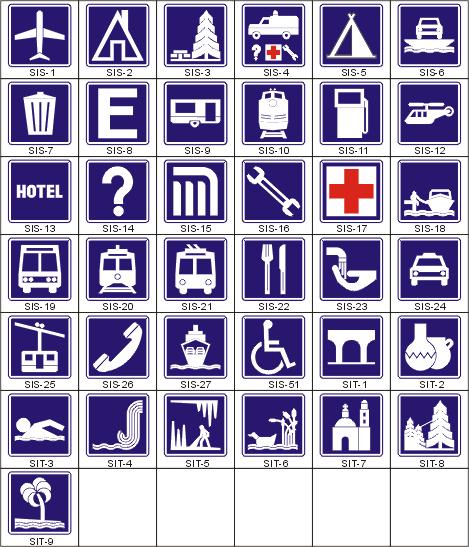 SIS-1 SIS-2 SIS-3 SIS-4 SIS-5 SIS-6
E
SIS-7 SIS-8 SIS-9 SIS-10 SIS-11 SIS-12
HOTEL ?
SIS-13 SIS-14 SIS-15 SIS-16 SIS-17 SIS-18
SIS-19 SIS-20 SIS-21 SIS-22 SIS-23 SIS-24
SIS-25 SIS-26 SIS-27 SIS-51 SIT-1 SIT-2
SIT-3 SIT-4 SIT-5 SIT-6 SIT-7 SIT-8
SIT-9